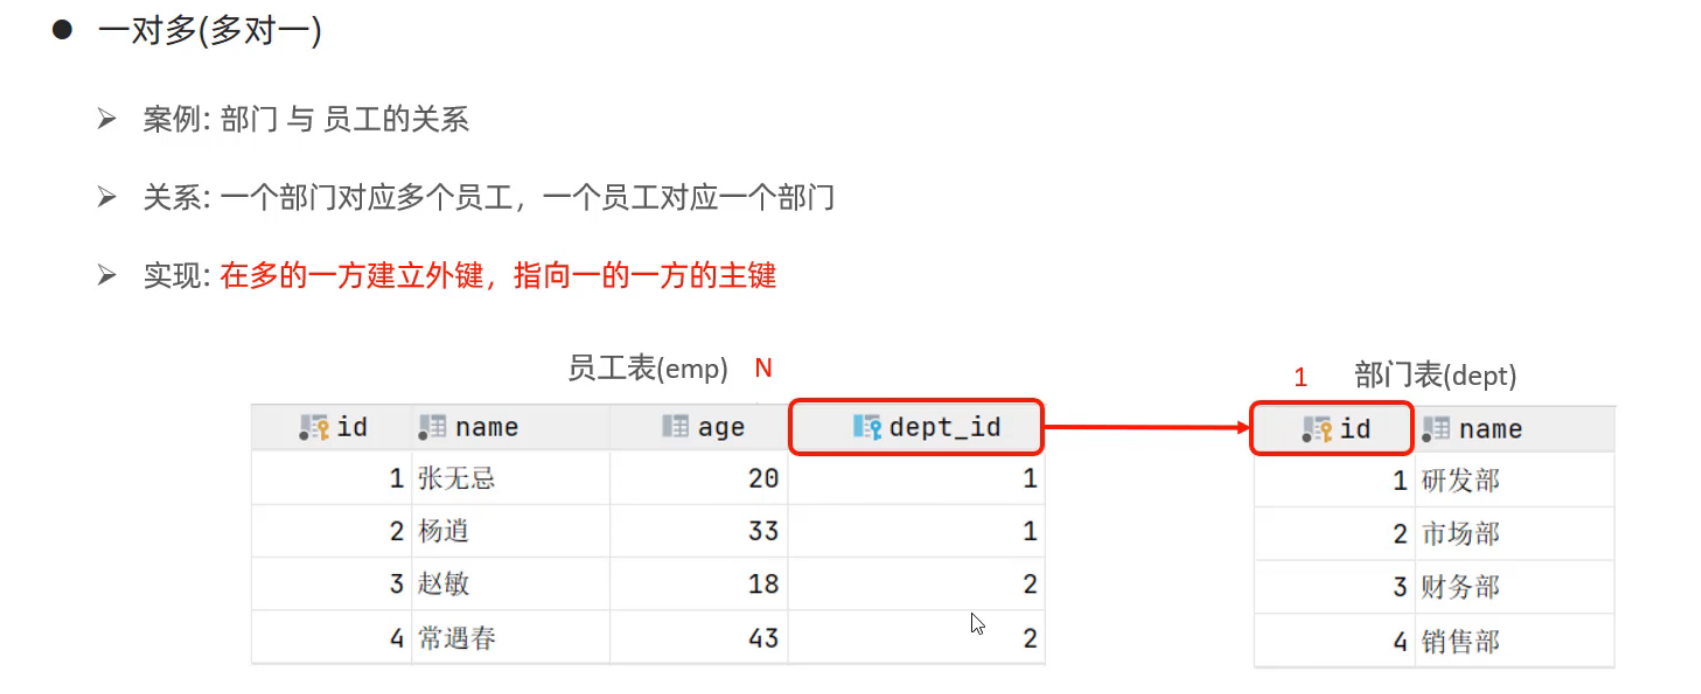 ● 一对多(多对一)
➢ 案例: 部门 与 员工的关系
➢ 关系: 一个部门对应多个员工，一个员工对应一个部门
➢ 实现: 在多的一方建立外键，指向一的一方的主键
员工表(emp) N
id name age dept_id
1 张无忌 20 1
2 杨逍 33 1
3 赵敏 18 2
4 常遇春 43 2
1 部门表(dept)
id name
1 研发部
2 市场部
3 财务部
4 销售部